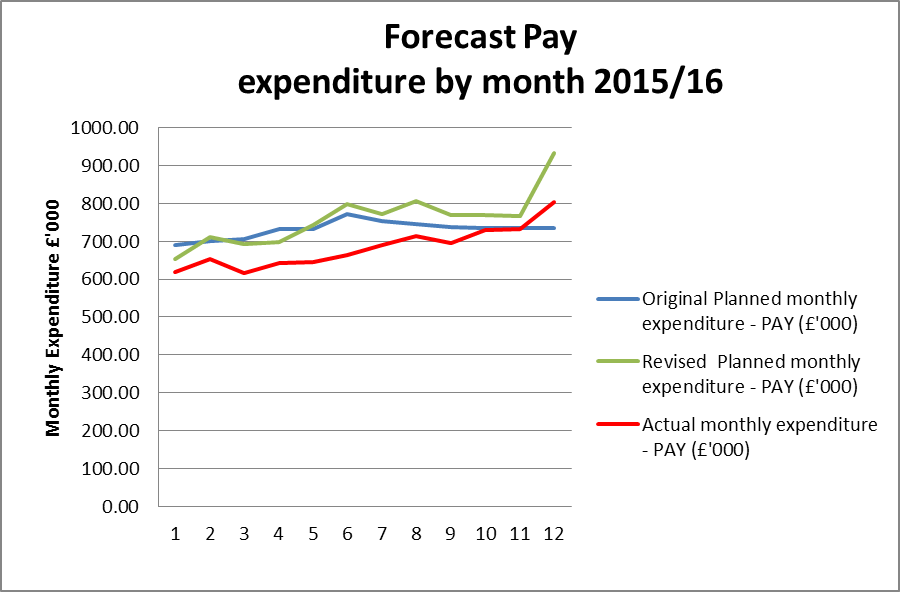 Forecast Pay
expenditure by month 2015/16
1000.00
900.00
800.00
700.00
600.00
500.00
400.00
300.00
200.00
100.00
0.00
Monthly Expenditure £'000
1 2 3 4 5 6 7 8 9 10 11 12
Original Planned monthly
expenditure - PAY (£'000)
Revised  Planned monthly
expenditure - PAY (£'000)
Actual monthly expenditure
- PAY (£'000)